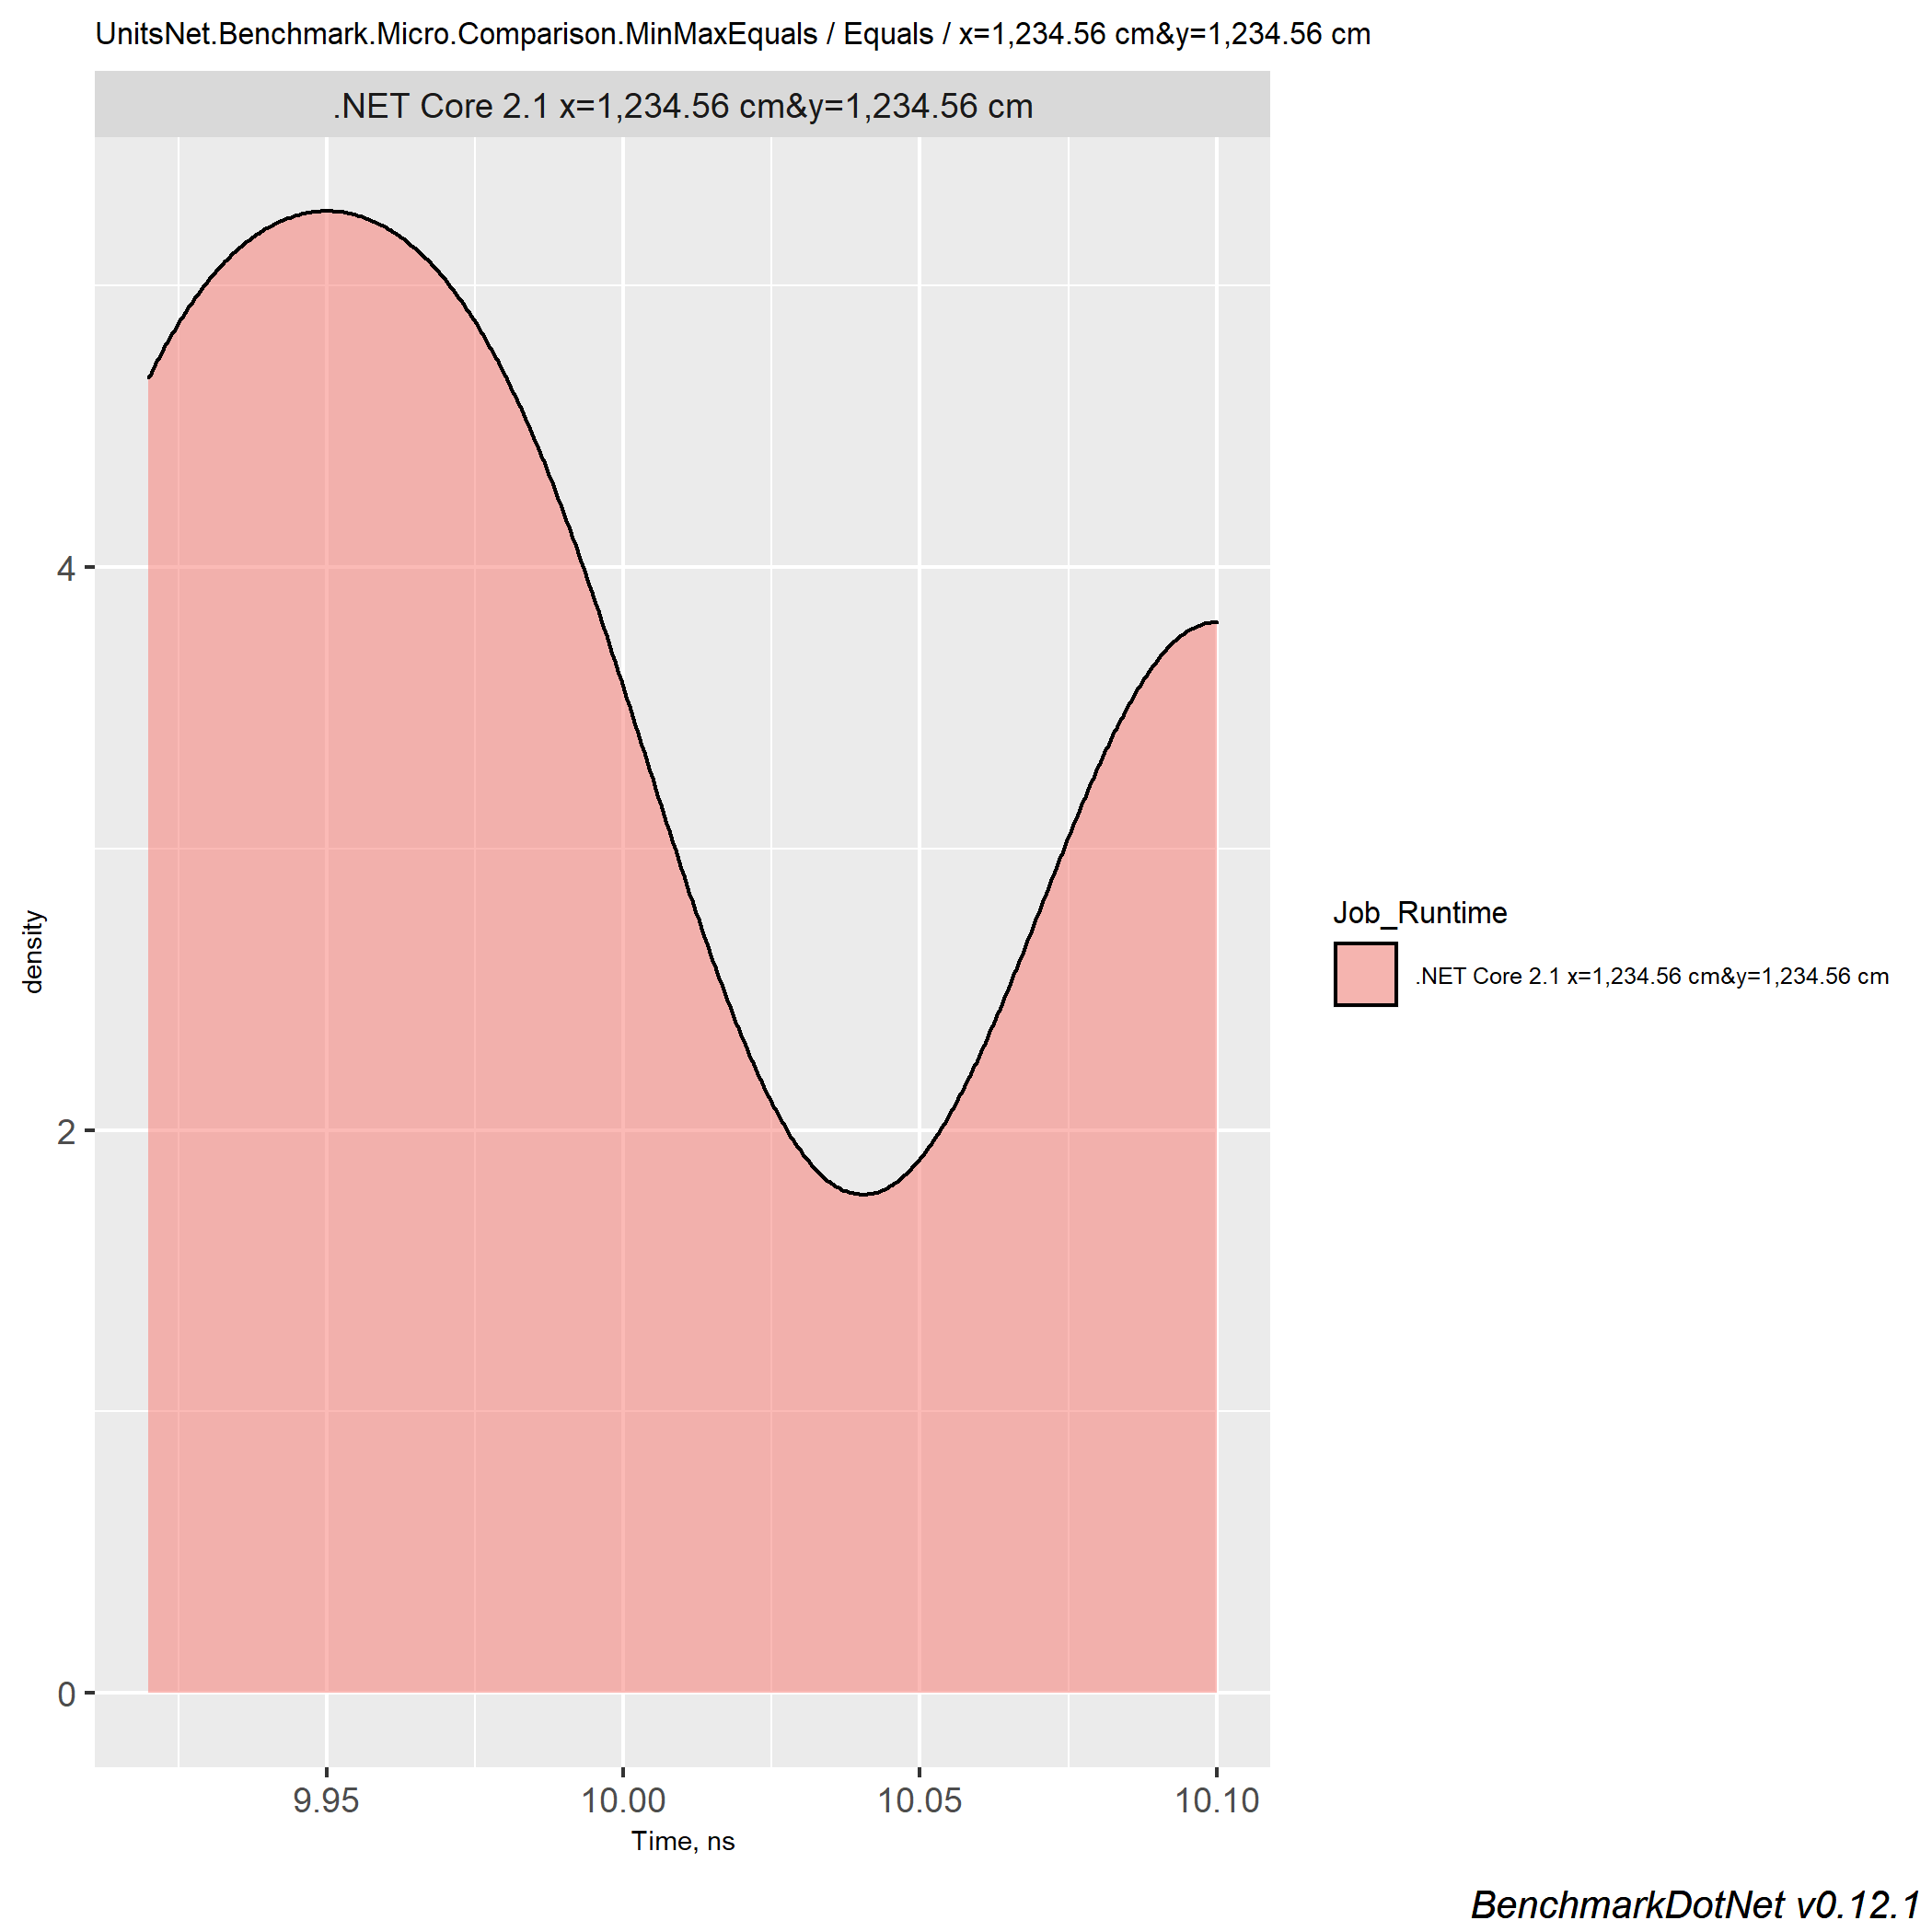 UnitsNet.Benchmark.Micro.Comparison.MinMaxEquals / Equals / x=1,234.56 cm&y=1,234.56 cm
.NET Core 2.1 x=1,234.56 cm&y=1,234.56 cm
4
2
0
density
9.95 10.00 10.05 10.10
Time, ns
Job_Runtime
.NET Core 2.1 x=1,234.56 cm&y=1,234.56 cm
BenchmarkDotNet v0.12.1